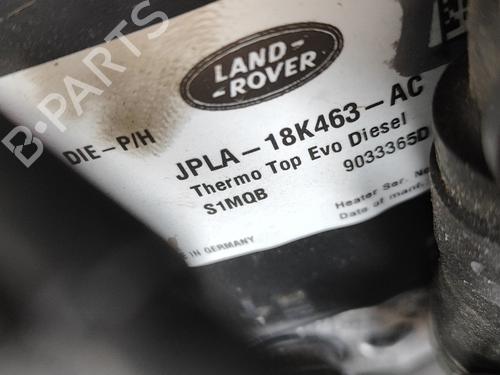 LAND-
-ROVER
DIE-P/H
JPLA-18K463-AC
Thermo Top Evo Diesel
S1MQB
9033365D
Heater Ser. No
Date of manf.
IN GERMANY
B-PARTS